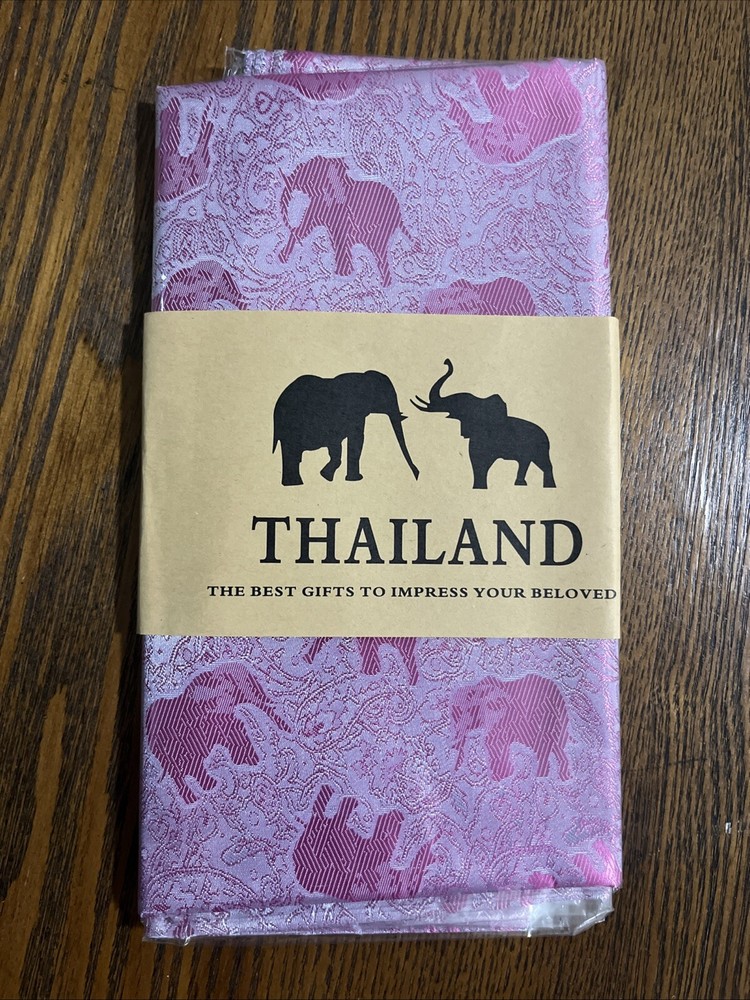 THAILAND
THE BEST GIFTS TO IMPRESS YOUR BELOVED